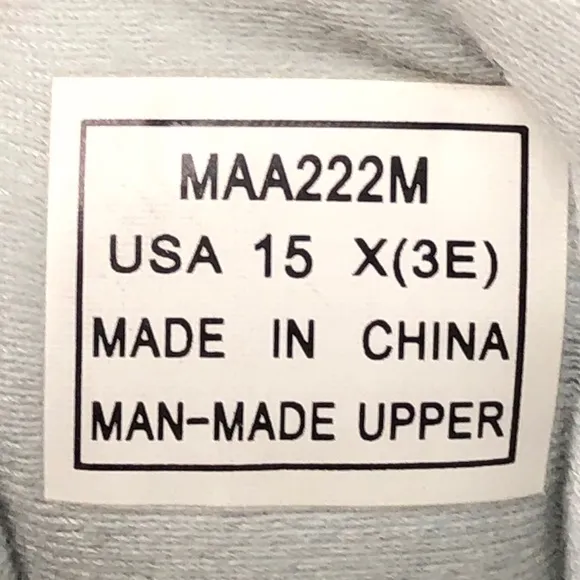 MAA222M
USA 15 X(3E)
MADE IN CHINA
MAN-MADE UPPER